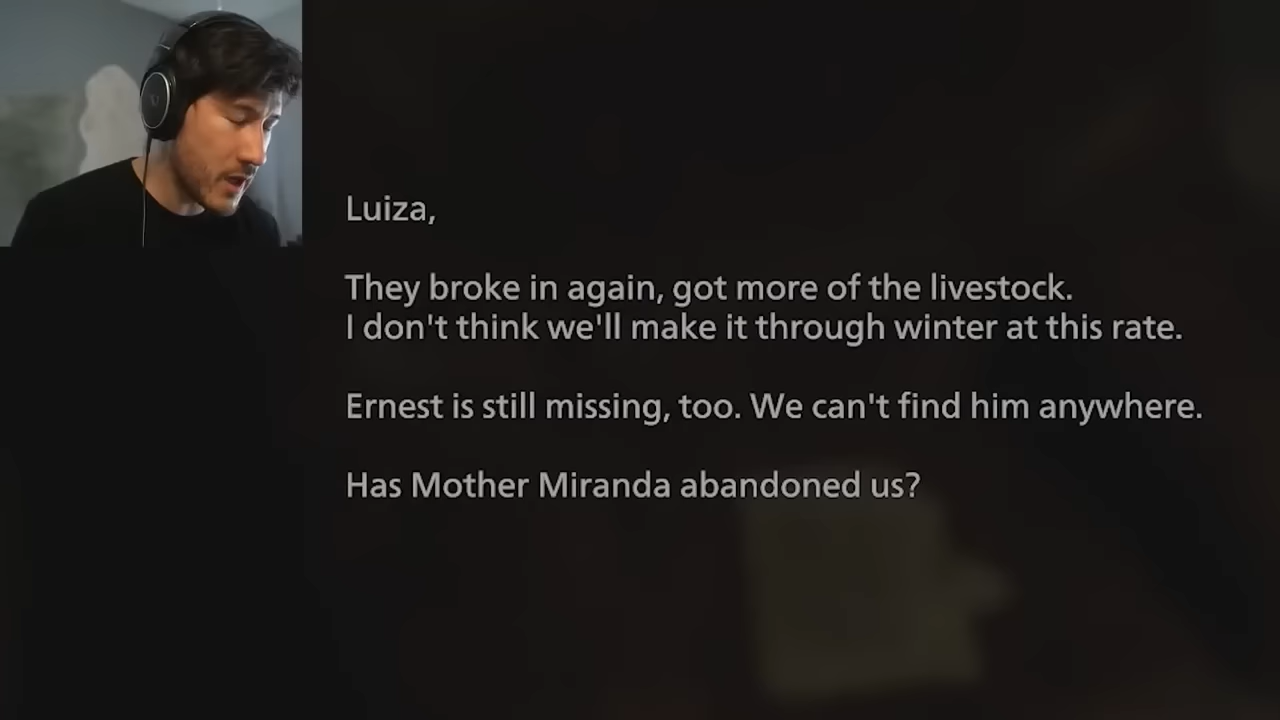 Luiza,
They broke in again, got more of the livestock.
I don't think we'll make it through winter at this rate.
Ernest is still missing, too. We can't find him anywhere.
Has Mother Miranda abandoned us?